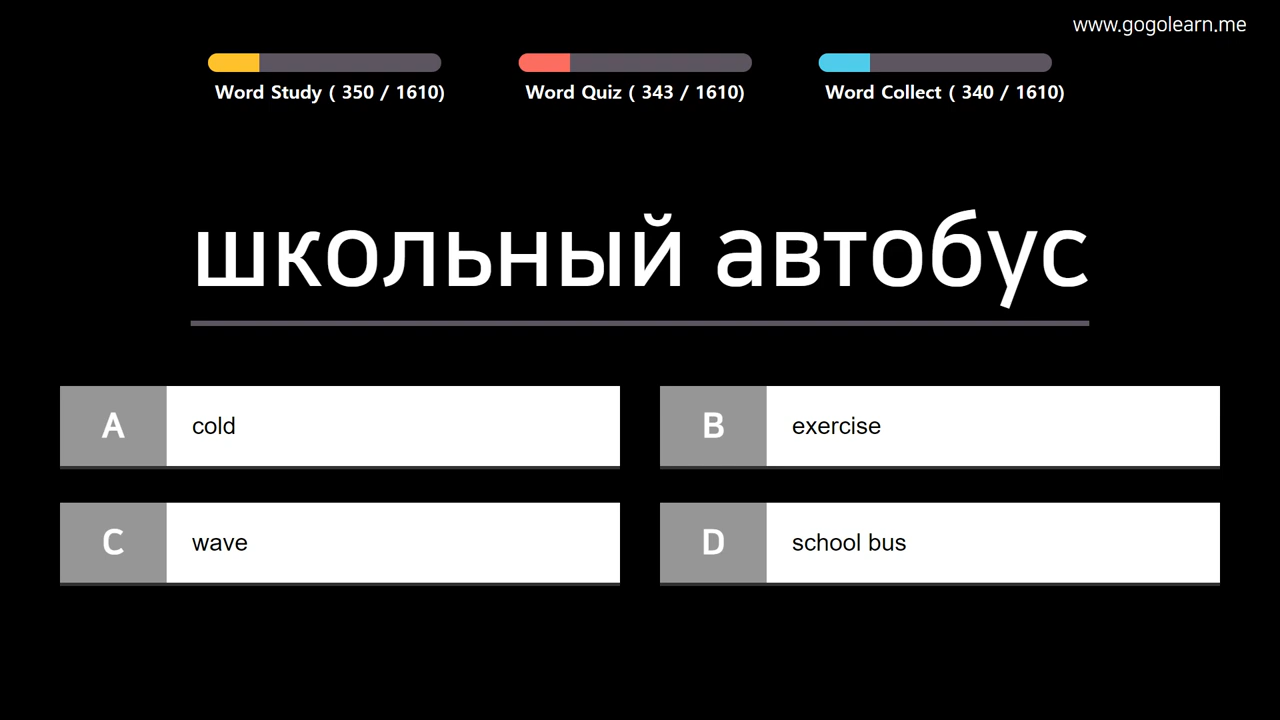 www.gogolearn.me
Word Study ( 350 / 1610)
Word Quiz ( 343 / 1610)
Word Collect ( 340 / 1610)
школьный автобус
A cold
B exercise
C wave
D school bus